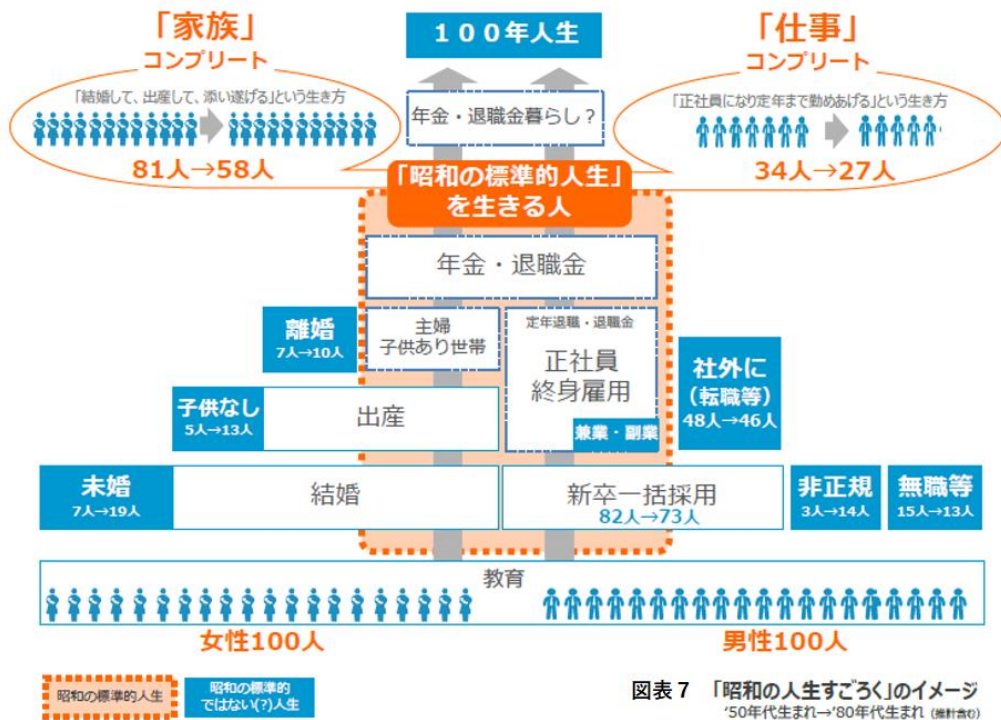 「家族」
コンプリート
「結婚して、出産して、添い遂げる」という生き方
81人→58人
100年人生
年金・退職金暮らし？
「仕事」
コンプリート
「正社員になり定年まで勤めあげる」という生き方
34人→27人
「昭和の標準的人生」
を生きる人
年金・退職金
離婚
7人→10人
主婦
子供あり世帯
定年退職・退職金
正社員
終身雇用
兼業・副業
社外に
（転職等）
48人→46人
子供なし
5人→13人
出産
未婚
7人→19人
結婚
新卒一括採用
82人→73人
非正規
3人→14人
無職等
15人→13人
教育
女性100人
男性100人
昭和の標準的人生
昭和の標準的
ではない(?)人生
図表７ 「昭和の人生すごろく」のイメージ
'50年代生まれ→'80年代生まれ（推計含む）